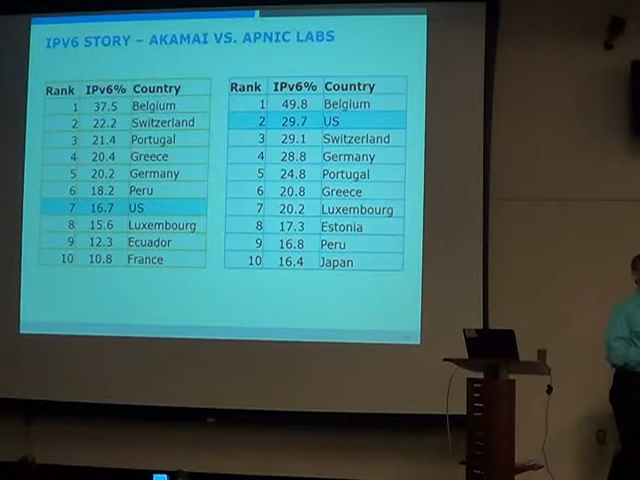 IPV6 STORY – AKAMAI VS. APNIC LABS
Rank IPv6% Country
1 37.5 Belgium
2 22.2 Switzerland
3 21.4 Portugal
4 20.4 Greece
5 20.2 Germany
6 18.2 Peru
7 16.7 US
8 15.6 Luxembourg
9 12.3 Ecuador
10 10.8 France
Rank IPv6% Country
1 49.8 Belgium
2 29.7 US
3 29.1 Switzerland
4 28.8 Germany
5 24.8 Portugal
6 20.8 Greece
7 20.2 Luxembourg
8 17.3 Estonia
9 16.8 Peru
10 16.4 Japan